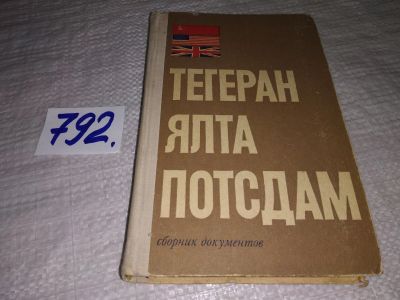 792.
ТЕГЕРАН
ЯЛТА
ПОТСДАМ
сборник документов